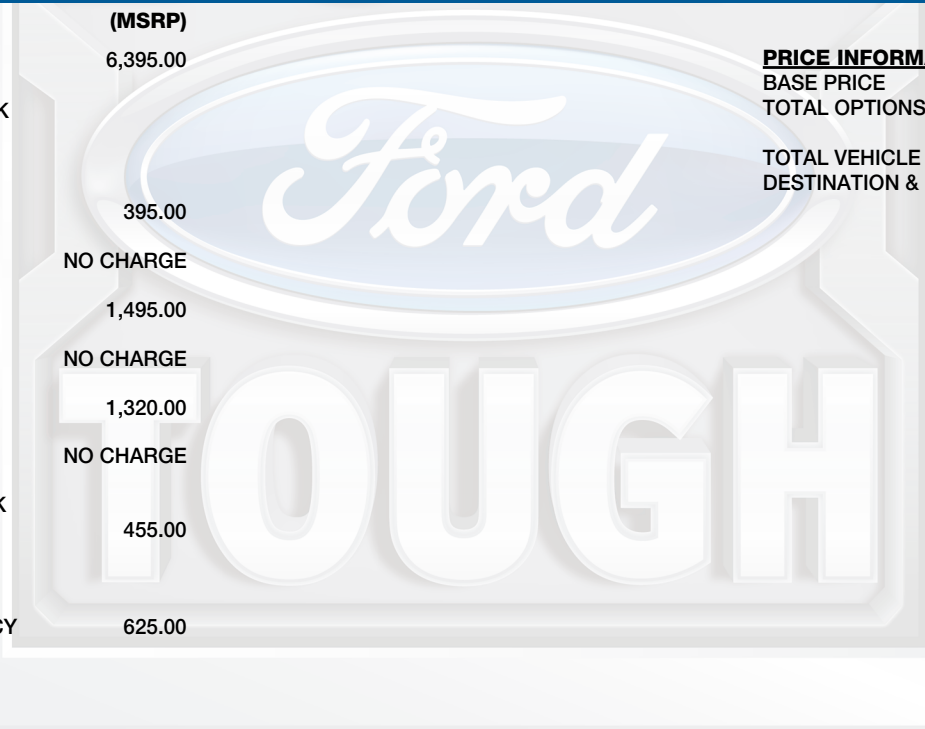 (MSRP)
6,395.00
K
395.00
NO CHARGE
1,495.00
NO CHARGE
1,320.00
NO CHARGE
K
455.00
CY 625.00
PRICE INFORMA
BASE PRICE
TOTAL OPTIONS
TOTAL VEHICLE
DESTINATION &
Ford
TOUGH